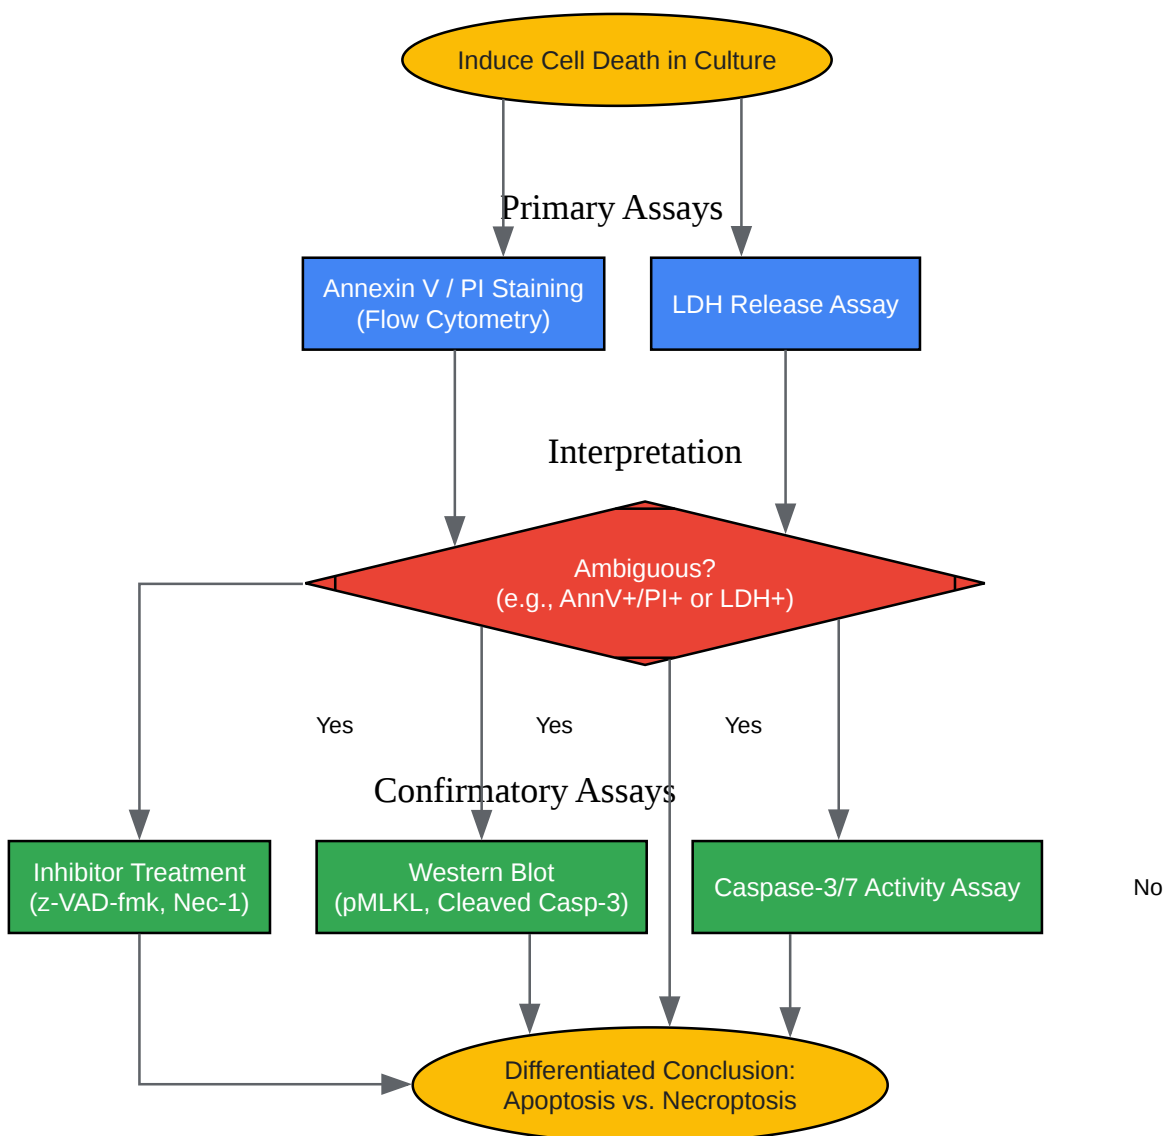 Induce Cell Death in Culture
Primary Assays
Annexin V / PI Staining
(Flow Cytometry)
LDH Release Assay
Interpretation
Ambiguous?
(e.g., AnnV+/PI+ or LDH+)
Yes
Yes
Yes
Confirmatory Assays
Inhibitor Treatment
(z-VAD-fmk, Nec-1)
Western Blot
(pMLKL, Cleaved Casp-3)
Caspase-3/7 Activity Assay
No
Differentiated Conclusion:
Apoptosis vs. Necroptosis